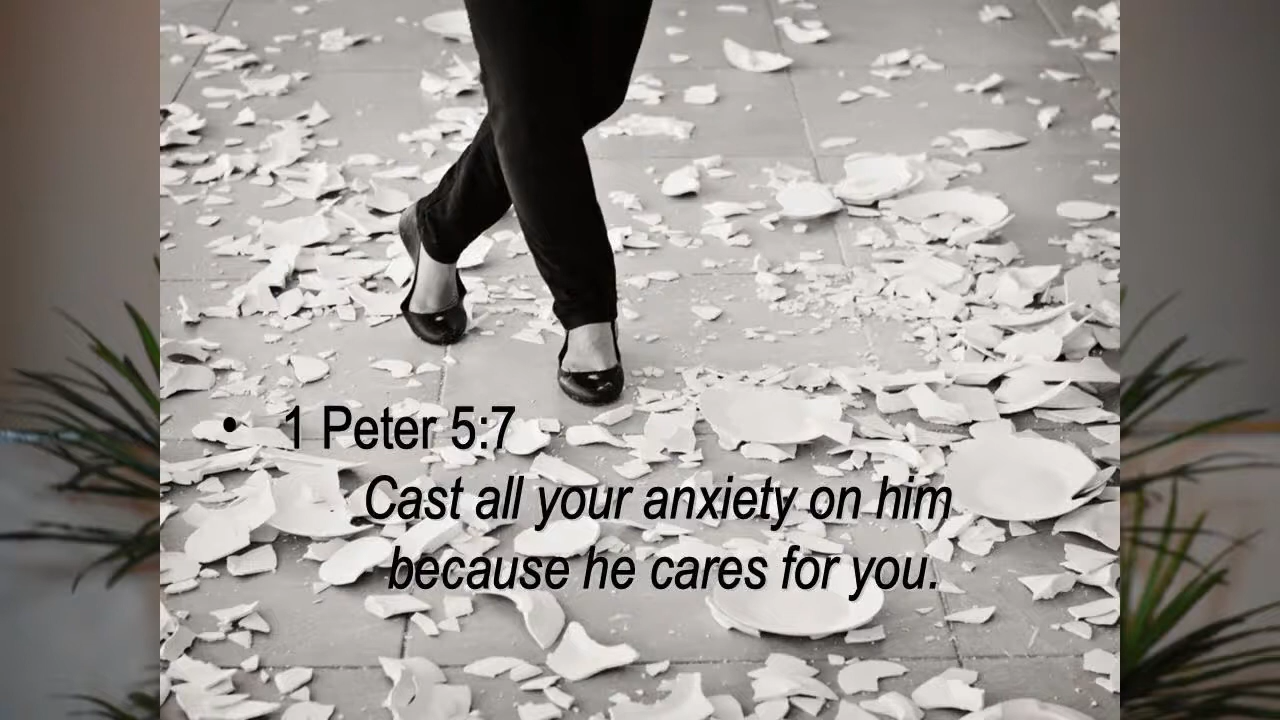 • 1 Peter 5:7
Cast all your anxiety on him
because he cares for you.